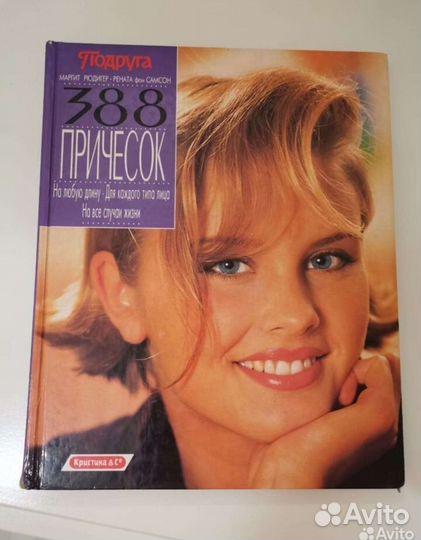 Подруга
МАРГИТ РЮДИГЕР · РЕНАТА фон САМСОН
388
ПРИЧЕСОК
На любую длину · Для каждого типа лица
На все случаи жизни
Кристина & Cº
Avito
Avito